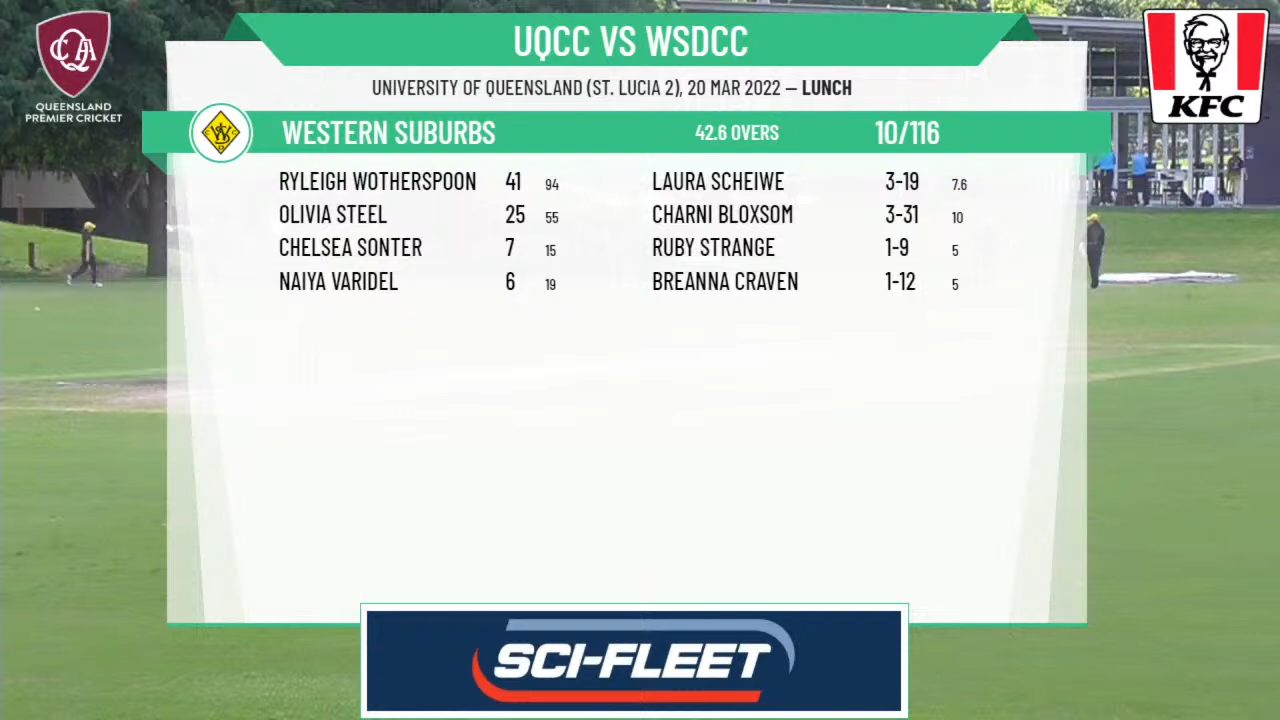 UQCC VS WSDCC
UNIVERSITY OF QUEENSLAND (ST. LUCIA 2), 20 MAR 2022 – LUNCH
QUEENSLAND
PREMIER CRICKET
KFC
WESTERN SUBURBS 42.6 OVERS 10/116
RYLEIGH WOTHERSPOON 41 94 LAURA SCHEIWE 3-19 7.6
OLIVIA STEEL 25 55 CHARNI BLOXSOM 3-31 10
CHELSEA SONTER 7 15 RUBY STRANGE 1-9 5
NAIYA VARIDEL 6 19 BREANNA CRAVEN 1-12 5
SCI-FLEET